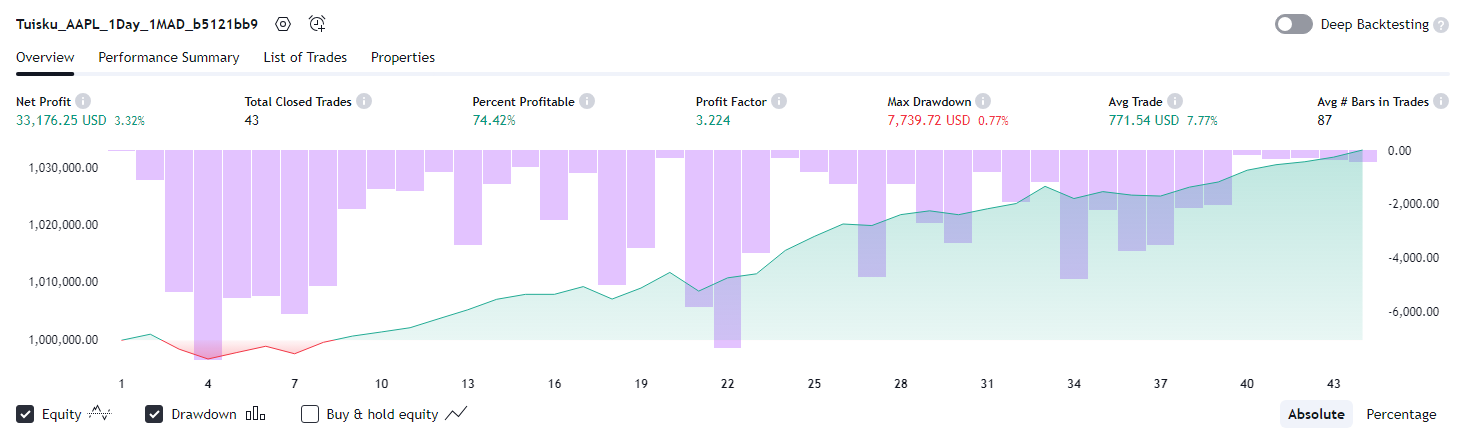 Tuisku_AAPL_1Day_1MAD_b5121bb9
Deep Backtesting ?
Overview Performance Summary List of Trades Properties
Net Profit Total Closed Trades Percent Profitable Profit Factor Max Drawdown Avg Trade Avg # Bars in Trades
33,176.25 USD 3.32% 43 74.42% 3.224 7,739.72 USD 0.77% 771.54 USD 7.77% 87
1,030,000.00
1,020,000.00
1,010,000.00
1,000,000.00
0.00
-2,000.00
-4,000.00
-6,000.00
1 4 7 10 13 16 19 22 25 28 31 34 37 40 43
Equity Drawdown Buy & hold equity Absolute Percentage